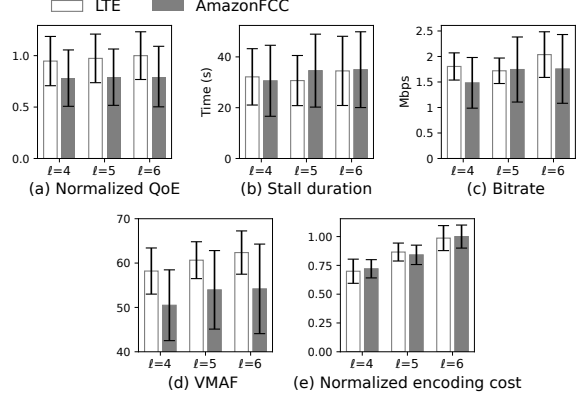 LTE AmazonFCC
1.0
0.5
0.0
ℓ=4 ℓ=5 ℓ=6
(a) Normalized QoE
Time (s)
40
20
0
ℓ=4 ℓ=5 ℓ=6
(b) Stall duration
Mbps
2.5
2
1.5
1
0.5
0
ℓ=4 ℓ=5 ℓ=6
(c) Bitrate
70
60
50
40
ℓ=4 ℓ=5 ℓ=6
(d) VMAF
1.00
0.75
0.50
0.25
0.00
ℓ=4 ℓ=5 ℓ=6
(e) Normalized encoding cost